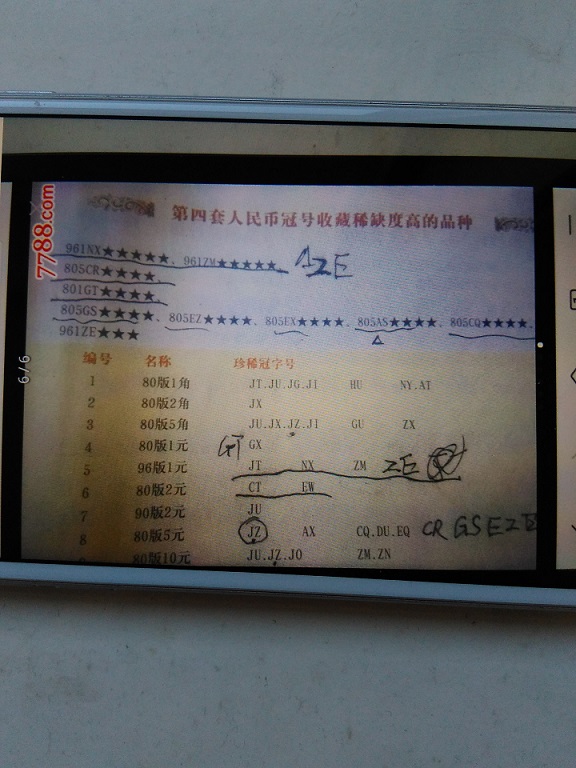 7788.com
6/6
第四套人民币冠号收藏稀缺度高的品种
961NX★★★★★、961ZM★★★★★ ZE
805CR★★★★、
801GT★★★★、
805GS★★★★、805EZ★★★★、805EX★★★★、805AS★★★★、805CQ★★★★、
961ZE★★★
编号 名称 珍稀冠字号
1 80版1角 JT.JU.JG.JI HU NY.AT
2 80版2角 JX
3 80版5角 JU.JX.JZ.JI GU ZX
4 80版1元 GT GX
5 96版1元 JT NX ZM ZE
6 80版2元 CT EW
7 90版2元 JU
8 80版5元 JZ AX CQ.DU.EQ CR GS EZ
80版10元 JU.JZ.JO ZM.ZN